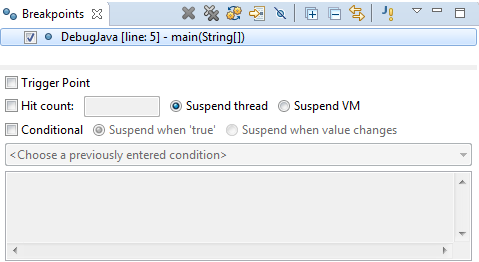 Breakpoints
DebugJava [line: 5] - main(String[])
Trigger Point
Hit count: Suspend thread Suspend VM
Conditional Suspend when 'true' Suspend when value changes
<Choose a previously entered condition>